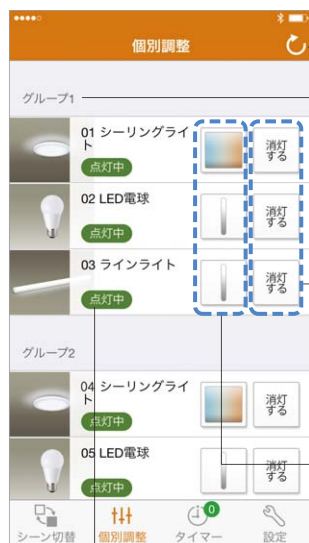 個別調整
グループ1
01 シーリングライ
ト
点灯中
消灯
する
02 LED電球
点灯中
消灯
する
03 ラインライト
点灯中
消灯
する
グループ2
04 シーリングライ
ト
点灯中
消灯
する
05 LED電球
点灯中
消灯
する
0
シーン切替 個別調整 タイマー 設定